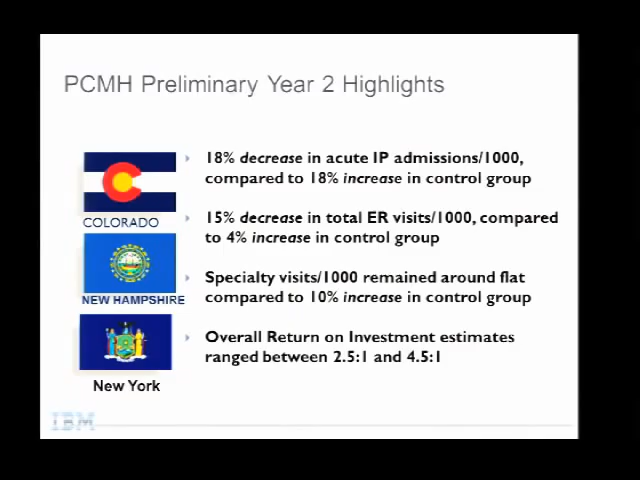 PCMH Preliminary Year 2 Highlights
18% decrease in acute IP admissions/1000,
compared to 18% increase in control group
COLORADO
15% decrease in total ER visits/1000, compared
to 4% increase in control group
NEW HAMPSHIRE
Specialty visits/1000 remained around flat
compared to 10% increase in control group
New York
Overall Return on Investment estimates
ranged between 2.5:1 and 4.5:1
IBM